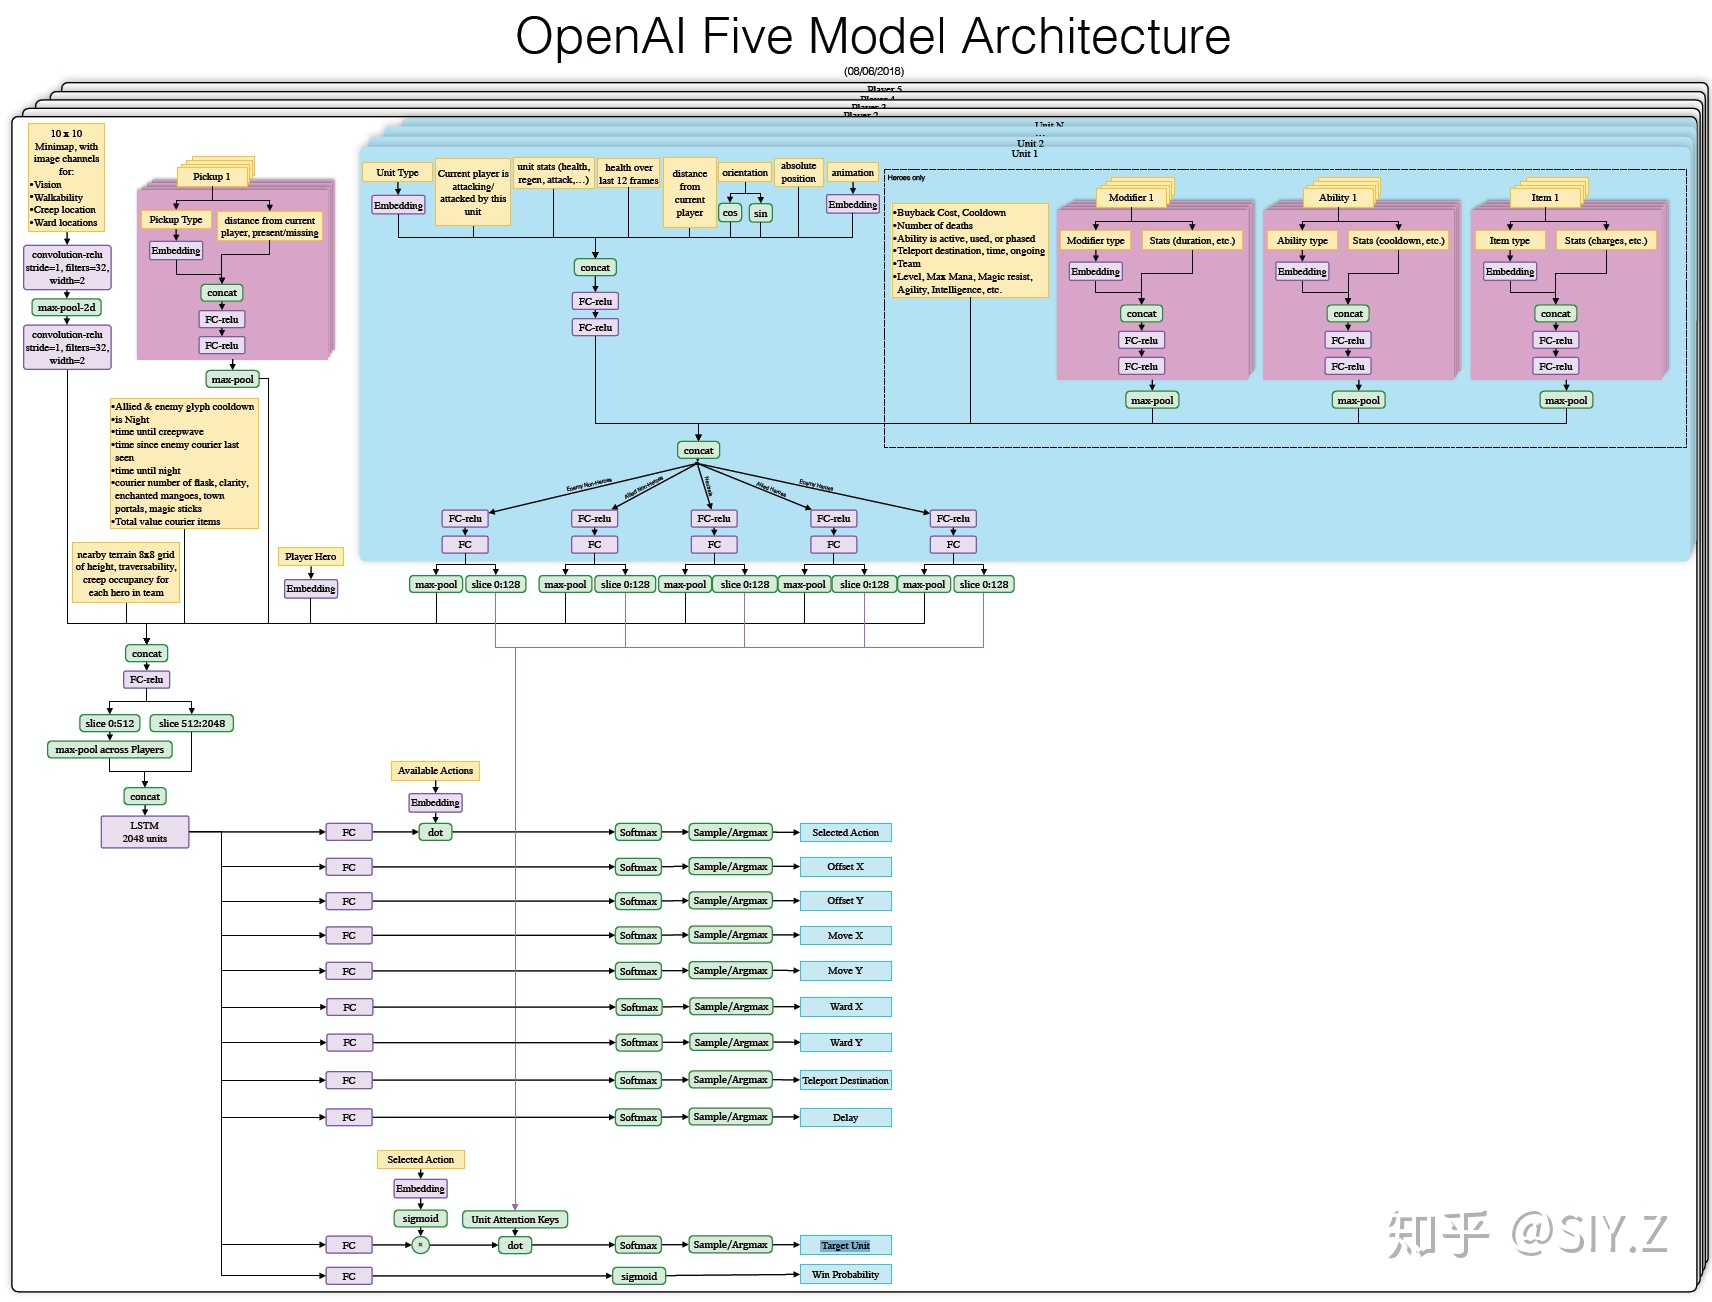 OpenAI Five Model Architecture
(08/06/2018)
Player 5
Player 4
Player 3
Player 2
Unit N
...
Unit 2
Unit 1
10 x 10
Minimap, with
image channels
for:
•Vision
•Walkability
•Creep location
•Ward locations
convolution-relu
stride=1, filters=32,
width=2
max-pool-2d
convolution-relu
stride=1, filters=32,
width=2
Pickup 1
Pickup Type
distance from current
player, present/missing
Embedding
concat
FC-relu
FC-relu
max-pool
•Allied & enemy glyph cooldown
•is Night
•time until creepwave
•time since enemy courier last
seen
•time until night
•courier number of flask, clarity,
enchanted mangoes, town
portals, magic sticks
•Total value courier items
nearby terrain 8x8 grid
of height, traversability,
creep occupancy for
each hero in team
Player Hero
Embedding
Unit Type
Embedding
Current player is
attacking/
attacked by this
unit
unit stats (health,
regen, attack,...)
health over
last 12 frames
distance
from
current
player
orientation
cos
sin
absolute
position
animation
Embedding
concat
FC-relu
FC-relu
Heroes only
•Buyback Cost, Cooldown
•Number of deaths
•Ability is active, used, or phased
•Teleport destination, time, ongoing
•Team
•Level, Max Mana, Magic resist,
Agility, Intelligence, etc.
Modifier 1
Modifier type
Stats (duration, etc.)
Embedding
concat
FC-relu
FC-relu
max-pool
Ability 1
Ability type
Stats (cooldown, etc.)
Embedding
concat
FC-relu
FC-relu
max-pool
Item 1
Item type
Stats (charges, etc.)
Embedding
concat
FC-relu
FC-relu
max-pool
concat
Enemy Non-Heroes
Allied Non-Heroes
Neutrals
Allied Heroes
Enemy Heroes
FC-relu FC-relu FC-relu FC-relu FC-relu
FC FC FC FC FC
max-pool slice 0:128 max-pool slice 0:128 max-pool slice 0:128 max-pool slice 0:128 max-pool slice 0:128
concat
FC-relu
slice 0:512 slice 512:2048
max-pool across Players
concat
LSTM
2048 units
Available Actions
Embedding
FC dot Softmax Sample/Argmax Selected Action
FC Softmax Sample/Argmax Offset X
FC Softmax Sample/Argmax Offset Y
FC Softmax Sample/Argmax Move X
FC Softmax Sample/Argmax Move Y
FC Softmax Sample/Argmax Ward X
FC Softmax Sample/Argmax Ward Y
FC Softmax Sample/Argmax Teleport Destination
FC Softmax Sample/Argmax Delay
Selected Action
Embedding
sigmoid Unit Attention Keys
FC × dot Softmax Sample/Argmax Target Unit
FC sigmoid Win Probability
知乎 @SIY.Z